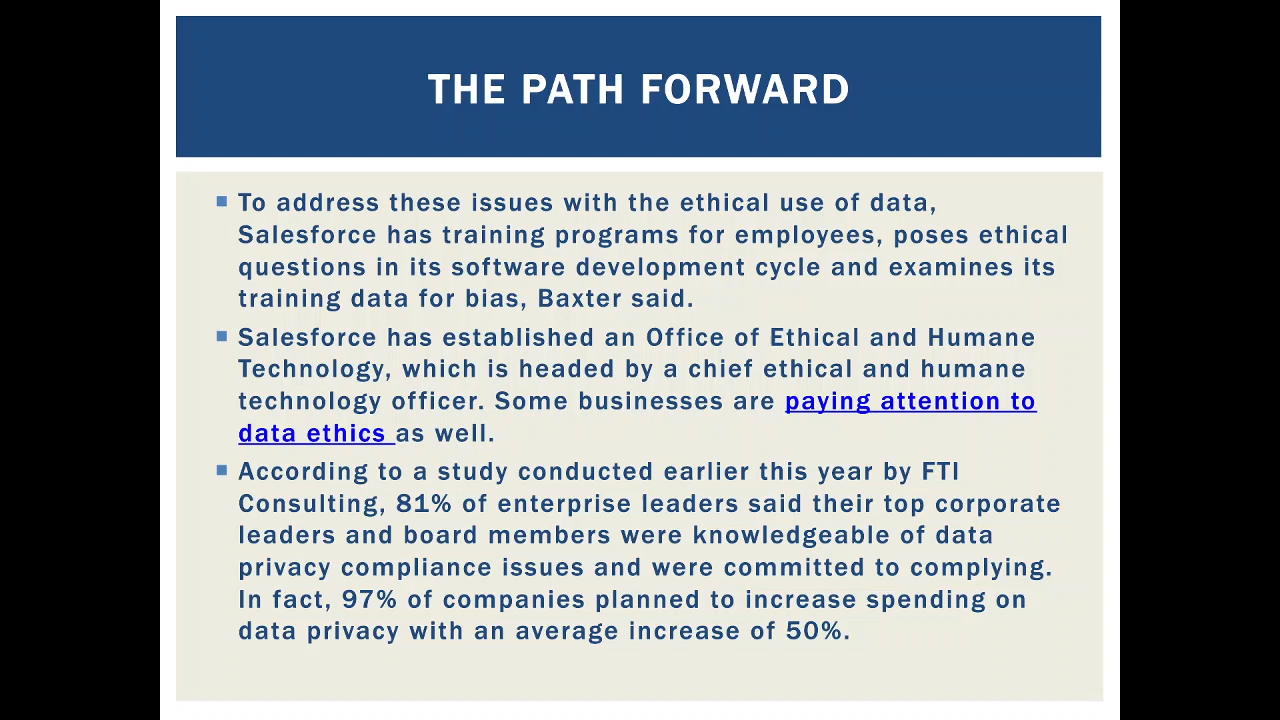 THE PATH FORWARD
To address these issues with the ethical use of data,
Salesforce has training programs for employees, poses ethical
questions in its software development cycle and examines its
training data for bias, Baxter said.
Salesforce has established an Office of Ethical and Humane
Technology, which is headed by a chief ethical and humane
technology officer. Some businesses are paying attention to
data ethics as well.
According to a study conducted earlier this year by FTI
Consulting, 81% of enterprise leaders said their top corporate
leaders and board members were knowledgeable of data
privacy compliance issues and were committed to complying.
In fact, 97% of companies planned to increase spending on
data privacy with an average increase of 50%.